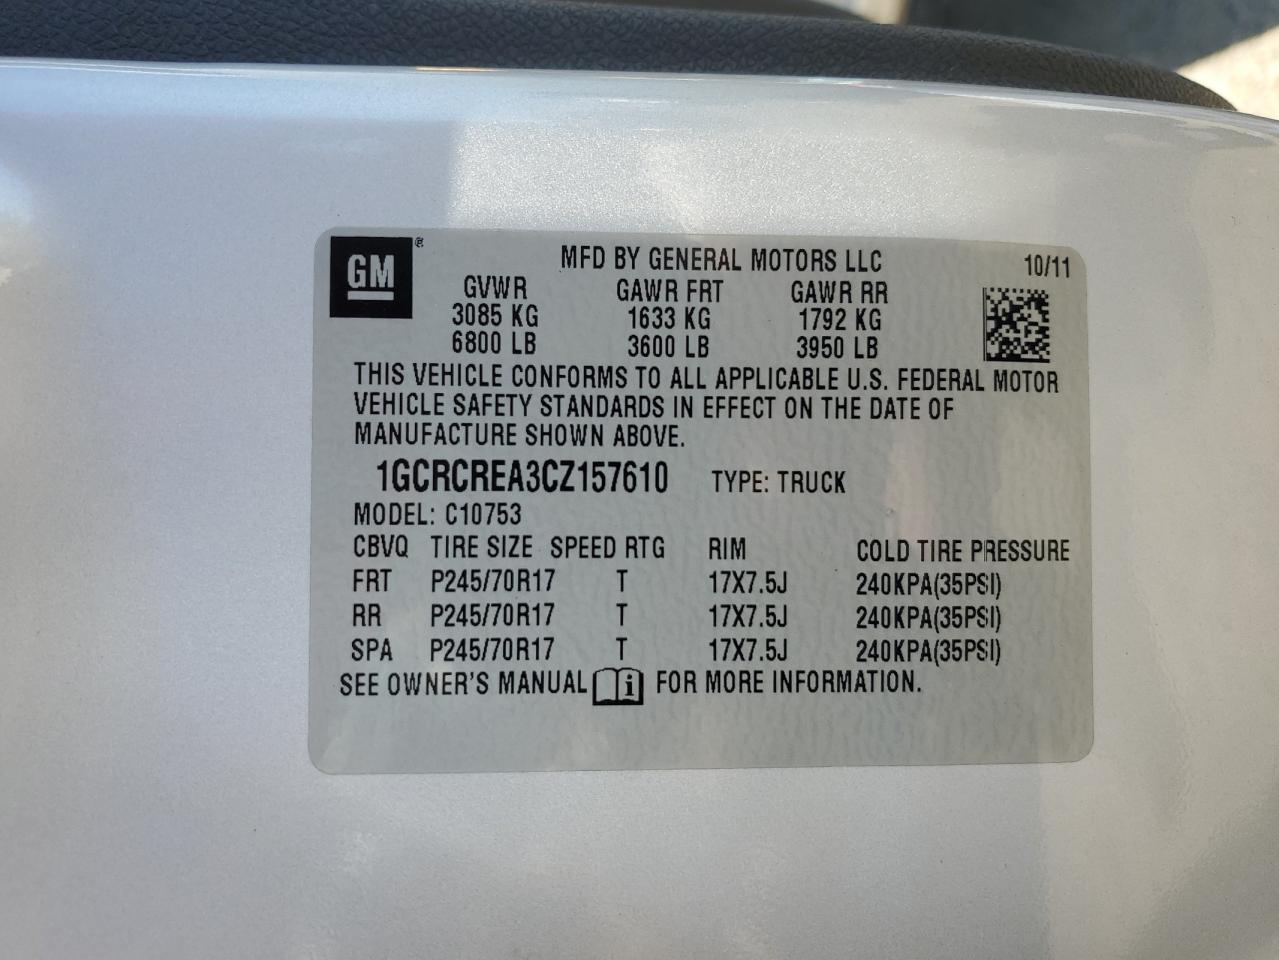 GM®
MFD BY GENERAL MOTORS LLC 10/11
GVWR GAWR FRT GAWR RR
3085 KG 1633 KG 1792 KG
6800 LB 3600 LB 3950 LB
THIS VEHICLE CONFORMS TO ALL APPLICABLE U.S. FEDERAL MOTOR
VEHICLE SAFETY STANDARDS IN EFFECT ON THE DATE OF
MANUFACTURE SHOWN ABOVE.
1GCRCREA3CZ157610 TYPE: TRUCK
MODEL: C10753
CBVQ TIRE SIZE SPEED RTG RIM COLD TIRE PRESSURE
FRT P245/70R17 T 17X7.5J 240KPA(35PSI)
RR P245/70R17 T 17X7.5J 240KPA(35PSI)
SPA P245/70R17 T 17X7.5J 240KPA(35PSI)
SEE OWNER'S MANUAL i FOR MORE INFORMATION.